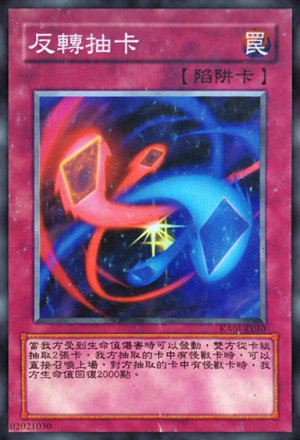 反轉抽卡
罠
【陷阱卡】
當我方受到生命值傷害時可以發動，雙方從卡組
抽取2張卡，我方抽取的卡中有怪獸卡時，可以
直接召喚上場，對方抽取的卡中有怪獸卡時，我
方生命值回復2000點。
02021030